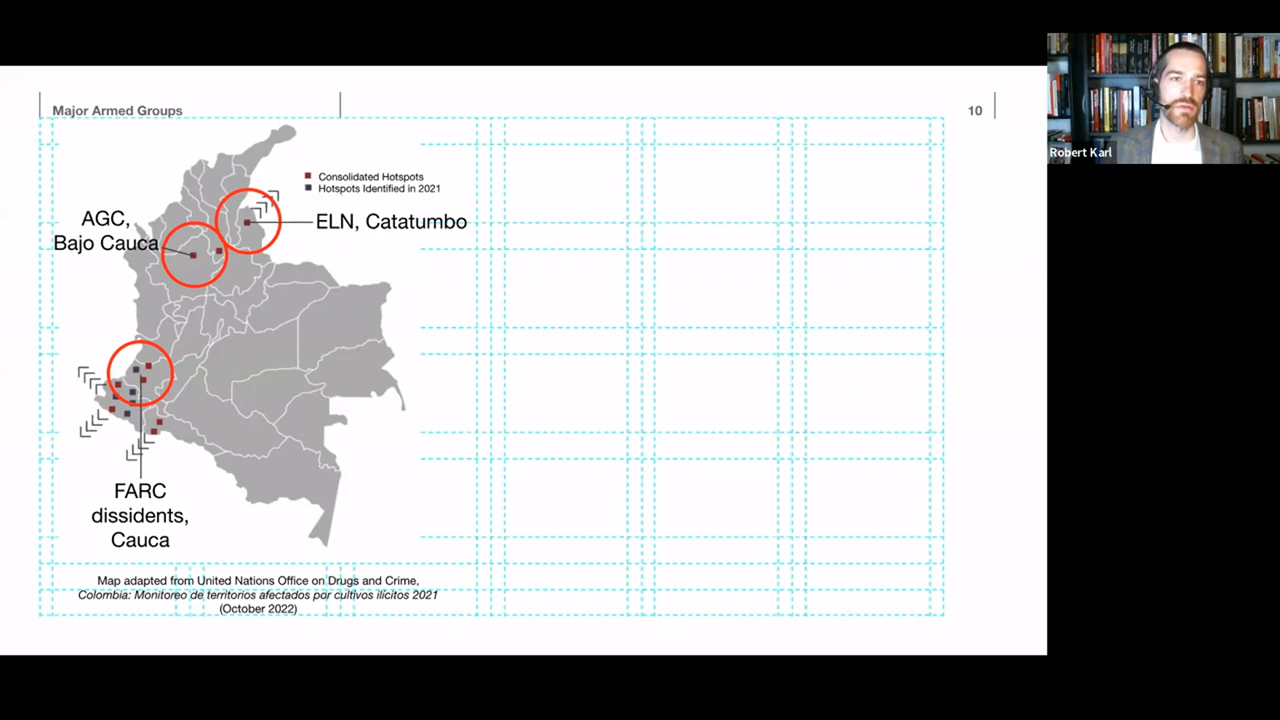 Major Armed Groups
10
Consolidated Hotspots
Hotspots Identified in 2021
AGC,
Bajo Cauca
ELN, Catatumbo
FARC
dissidents,
Cauca
Map adapted from United Nations Office on Drugs and Crime,
Colombia: Monitoreo de territorios afectados por cultivos ilícitos 2021
(October 2022)
Robert Karl